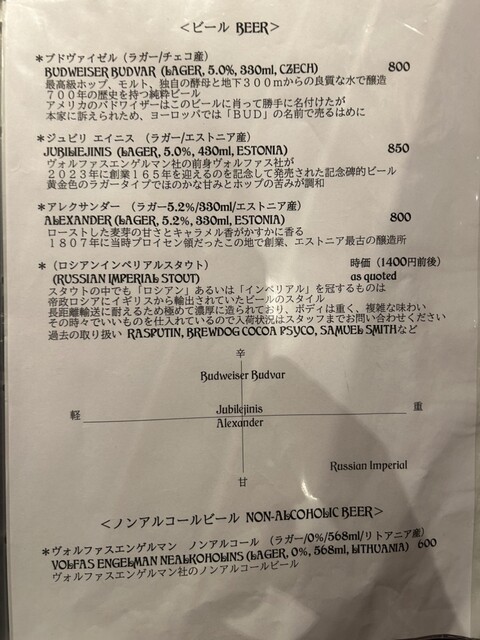 ＜ビール BEER＞
＊ブドヴァイゼル（ラガー/チェコ産）
BUDWEISER BUDVAR (LAGER, 5.0%, 330ml, CZECH) 800
最高級ホップ、モルト、独自の酵母と地下３００ｍからの良質な水で醸造
７００年の歴史を持つ純粋ビール
アメリカのバドワイザーはこのビールに肖って勝手に名付けたが
本家に訴えられたため、ヨーロッパでは「ＢＵＤ」の名前で売るはめに
＊ジュビリ エイニス （ラガー/エストニア産）
JUBILIEJINIS (LAGER, 5.0%, 430ml, ESTONIA) 850
ヴォルファスエンゲルマン社の前身ヴォルファス社が
２０２３年に創業１６５年を迎えるのを記念して発売された記念碑的ビール
黄金色のラガータイプでほのかな甘みとホップの苦みが調和
＊アレクサンダー （ラガー5.2%/330ml/エストニア産）
ALEXANDER (LAGER, 5.2%, 330ml, ESTONIA) 800
ローストした麦芽の甘さとキャラメル香がかすかに香る
１８０７年に当時プロイセン領だったこの地で創業、エストニア最古の醸造所
＊（ロシアンインペリアルスタウト） 時価（1400円前後）
(RUSSIAN IMPERIAL STOUT) as quoted
スタウトの中でも「ロシアン」あるいは「インペリアル」を冠するものは
帝政ロシアにイギリスから輸出されていたビールのスタイル
長距離輸送に耐えるため極めて濃厚に造られており、ボディは重く、複雑な味わい
その時々でいいものを仕入れているので入荷状況はスタッフまでお問い合わせください
過去の取り扱い RASPUTIN, BREWDOG COCOA PSYCO, SAMUEL SMITHなど
辛
Budweiser Budvar
軽 Jubilejinis 重
Alexander
甘
Russian Imperial
＜ノンアルコールビール NON-ALCOHOLIC BEER＞
＊ヴォルファスエンゲルマン ノンアルコール （ラガー/0%/568ml/リトアニア産）
VOLFAS ENGELMAN NEALKOHOLINS (LAGER, 0%, 568ml, LITHUANIA) 600
ヴォルファスエンゲルマン社のノンアルコールビール